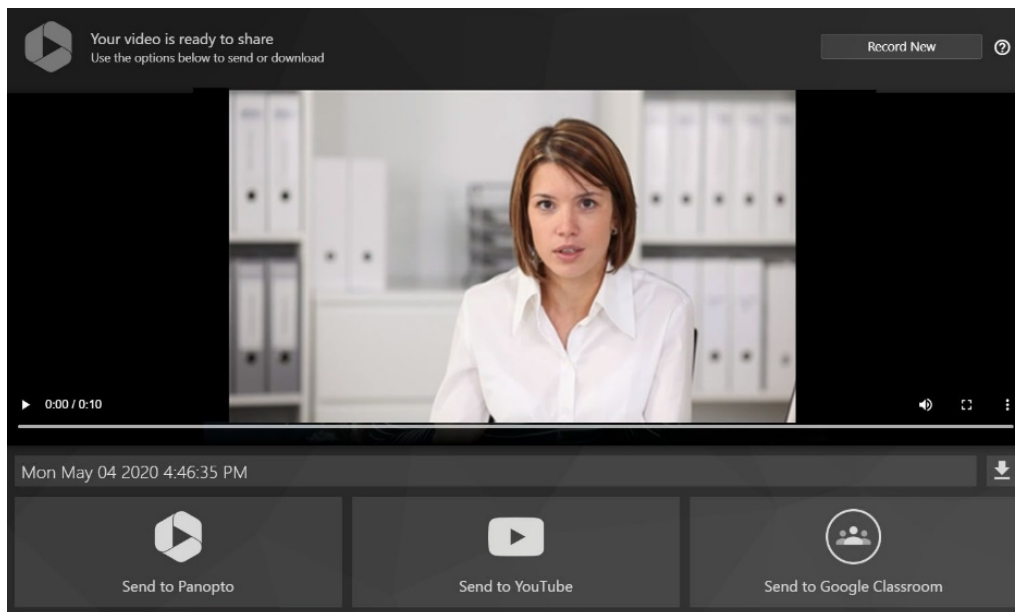 Your video is ready to share
Use the options below to send or download
Record New
0:00 / 0:10
Mon May 04 2020 4:46:35 PM
Send to Panopto
Send to YouTube
Send to Google Classroom